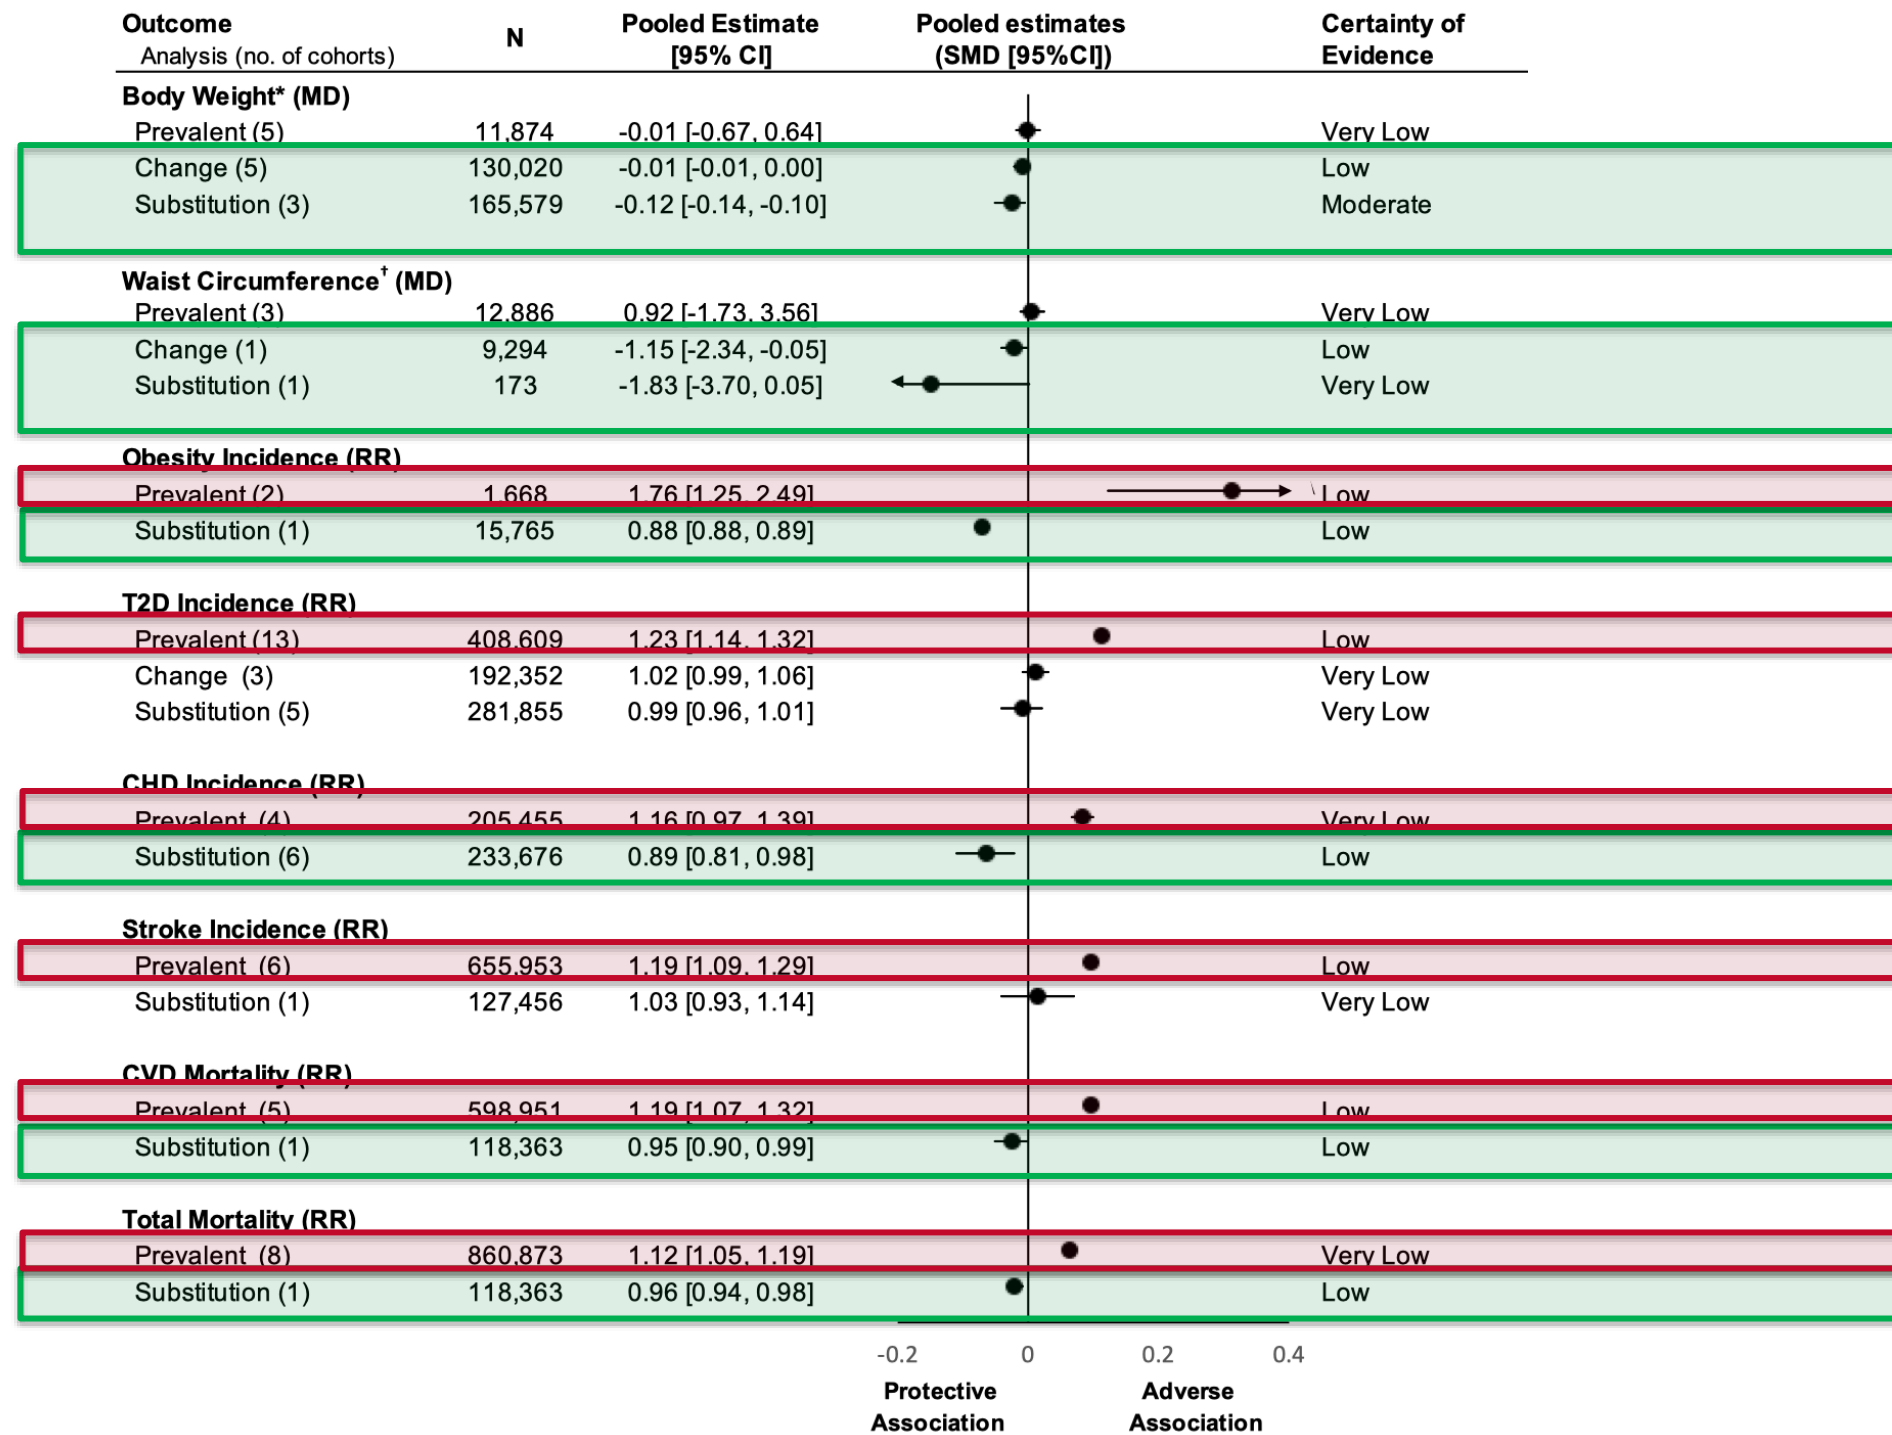 Outcome N Pooled Estimate Pooled estimates Certainty of
Analysis (no. of cohorts) [95% CI] (SMD [95%CI]) Evidence
Body Weight* (MD)
Prevalent (5) 11,874 -0.01 [-0.67, 0.64] Very Low
Change (5) 130,020 -0.01 [-0.01, 0.00] Low
Substitution (3) 165,579 -0.12 [-0.14, -0.10] Moderate
Waist Circumference† (MD)
Prevalent (3) 12,886 0.92 [-1.73, 3.56] Very Low
Change (1) 9,294 -1.15 [-2.34, -0.05] Low
Substitution (1) 173 -1.83 [-3.70, 0.05] Very Low
Obesity Incidence (RR)
Prevalent (2) 1,668 1.76 [1.25, 2.49] Low
Substitution (1) 15,765 0.88 [0.88, 0.89] Low
T2D Incidence (RR)
Prevalent (13) 408,609 1.23 [1.14, 1.32] Low
Change (3) 192,352 1.02 [0.99, 1.06] Very Low
Substitution (5) 281,855 0.99 [0.96, 1.01] Very Low
CHD Incidence (RR)
Prevalent (4) 205,455 1.16 [0.97, 1.39] Very Low
Substitution (6) 233,676 0.89 [0.81, 0.98] Low
Stroke Incidence (RR)
Prevalent (6) 655,953 1.19 [1.09, 1.29] Low
Substitution (1) 127,456 1.03 [0.93, 1.14] Very Low
CVD Mortality (RR)
Prevalent (5) 598,951 1.19 [1.07, 1.32] Low
Substitution (1) 118,363 0.95 [0.90, 0.99] Low
Total Mortality (RR)
Prevalent (8) 860,873 1.12 [1.05, 1.19] Very Low
Substitution (1) 118,363 0.96 [0.94, 0.98] Low
-0.2 0 0.2 0.4
Protective Adverse
Association Association